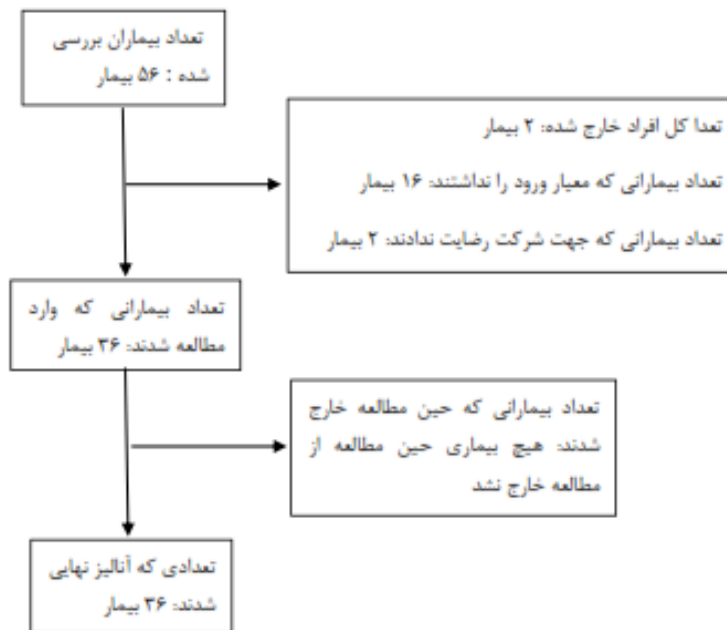 تعداد بیماران بررسی
شده : ۵۶ بیمار
تعدا کل افراد خارج شده: ۲ بیمار
تعداد بیمارانی که معیار ورود را نداشتند: ۱۶ بیمار
تعداد بیمارانی که جهت شرکت رضایت ندادند: ۲ بیمار
تعداد بیمارانی که وارد
مطالعه شدند: ۳۶ بیمار
تعداد بیمارانی که حین مطالعه خارج
شدند: هیچ بیماری حین مطالعه از
مطالعه خارج نشد
تعدادی که آنالیز نهایی
شدند: ۳۶ بیمار